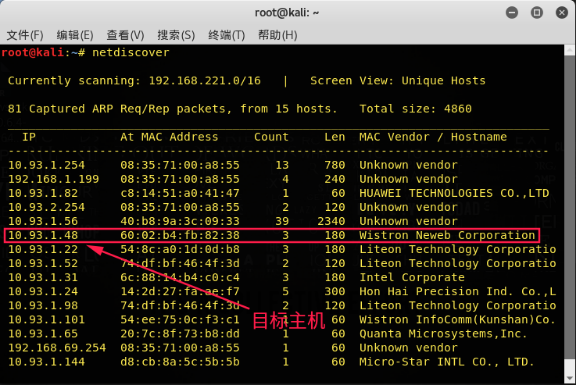 root@kali: ~
文件(F) 编辑(E) 查看(V) 搜索(S) 终端(T) 帮助(H)
root@kali:~# netdiscover
Currently scanning: 192.168.221.0/16 | Screen View: Unique Hosts
81 Captured ARP Req/Rep packets, from 15 hosts. Total size: 4860
IP At MAC Address Count Len MAC Vendor / Hostname
-----------------------------------------------------------------------------
10.93.1.254 08:35:71:00:a8:55 13 780 Unknown vendor
192.168.1.199 08:35:71:00:a8:55 4 240 Unknown vendor
10.93.1.82 c8:14:51:a0:41:47 1 60 HUAWEI TECHNOLOGIES CO.,LTD
10.93.2.254 08:35:71:00:a8:55 2 120 Unknown vendor
10.93.1.56 40:b8:9a:3c:09:33 39 2340 Unknown vendor
10.93.1.48 60:02:b4:fb:82:38 3 180 Wistron Neweb Corporation
10.93.1.22 54:8c:a0:1d:0d:b8 3 180 Liteon Technology Corporatio
10.93.1.52 74:df:bf:46:4f:3d 2 120 Liteon Technology Corporatio
10.93.1.31 6c:88:14:b4:c0:c4 3 180 Intel Corporate
10.93.1.24 14:2d:27:fa:ae:f7 5 300 Hon Hai Precision Ind. Co.,L
10.93.1.98 74:df:bf:46:4f:3d 2 120 Liteon Technology Corporatio
10.93.1.101 54:ee:75:0c:f3:c1 60 Wistron InfoComm(Kunshan)Co.
目标主机
10.93.1.65 20:7c:8f:73:b8:dd 1 60 Quanta Microsystems,Inc.
192.168.69.254 08:35:71:00:a8:55 1 60 Unknown vendor
10.93.1.144 d8:cb:8a:5c:5b:5b 1 60 Micro-Star INTL CO., LTD.